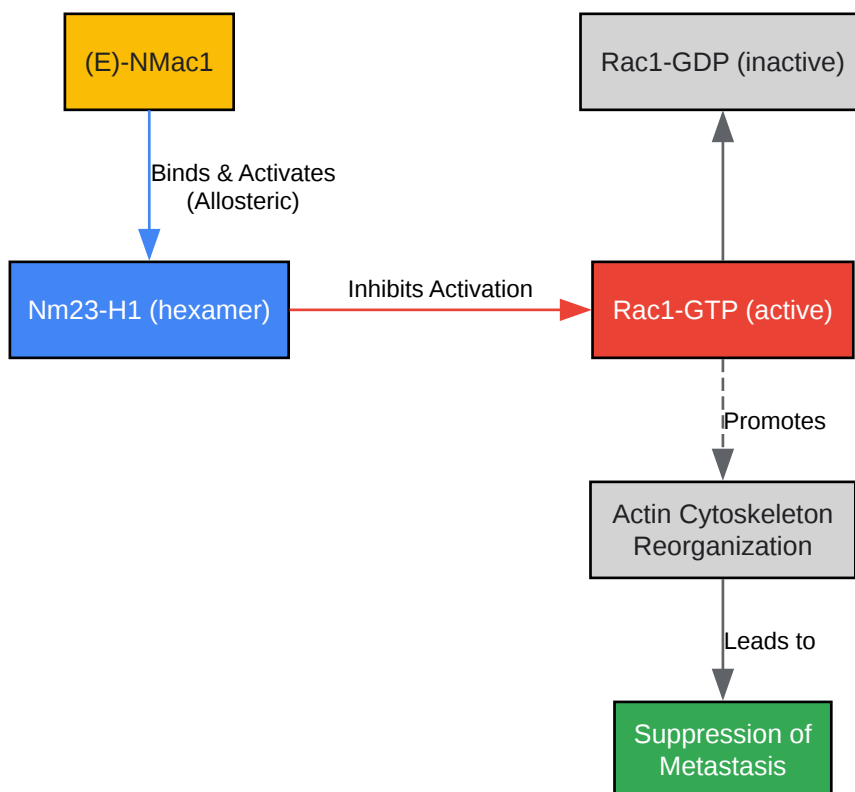 (E)-NMac1
Rac1-GDP (inactive)
Binds & Activates
(Allosteric)
Nm23-H1 (hexamer)
Inhibits Activation
Rac1-GTP (active)
Promotes
Actin Cytoskeleton
Reorganization
Leads to
Suppression of
Metastasis